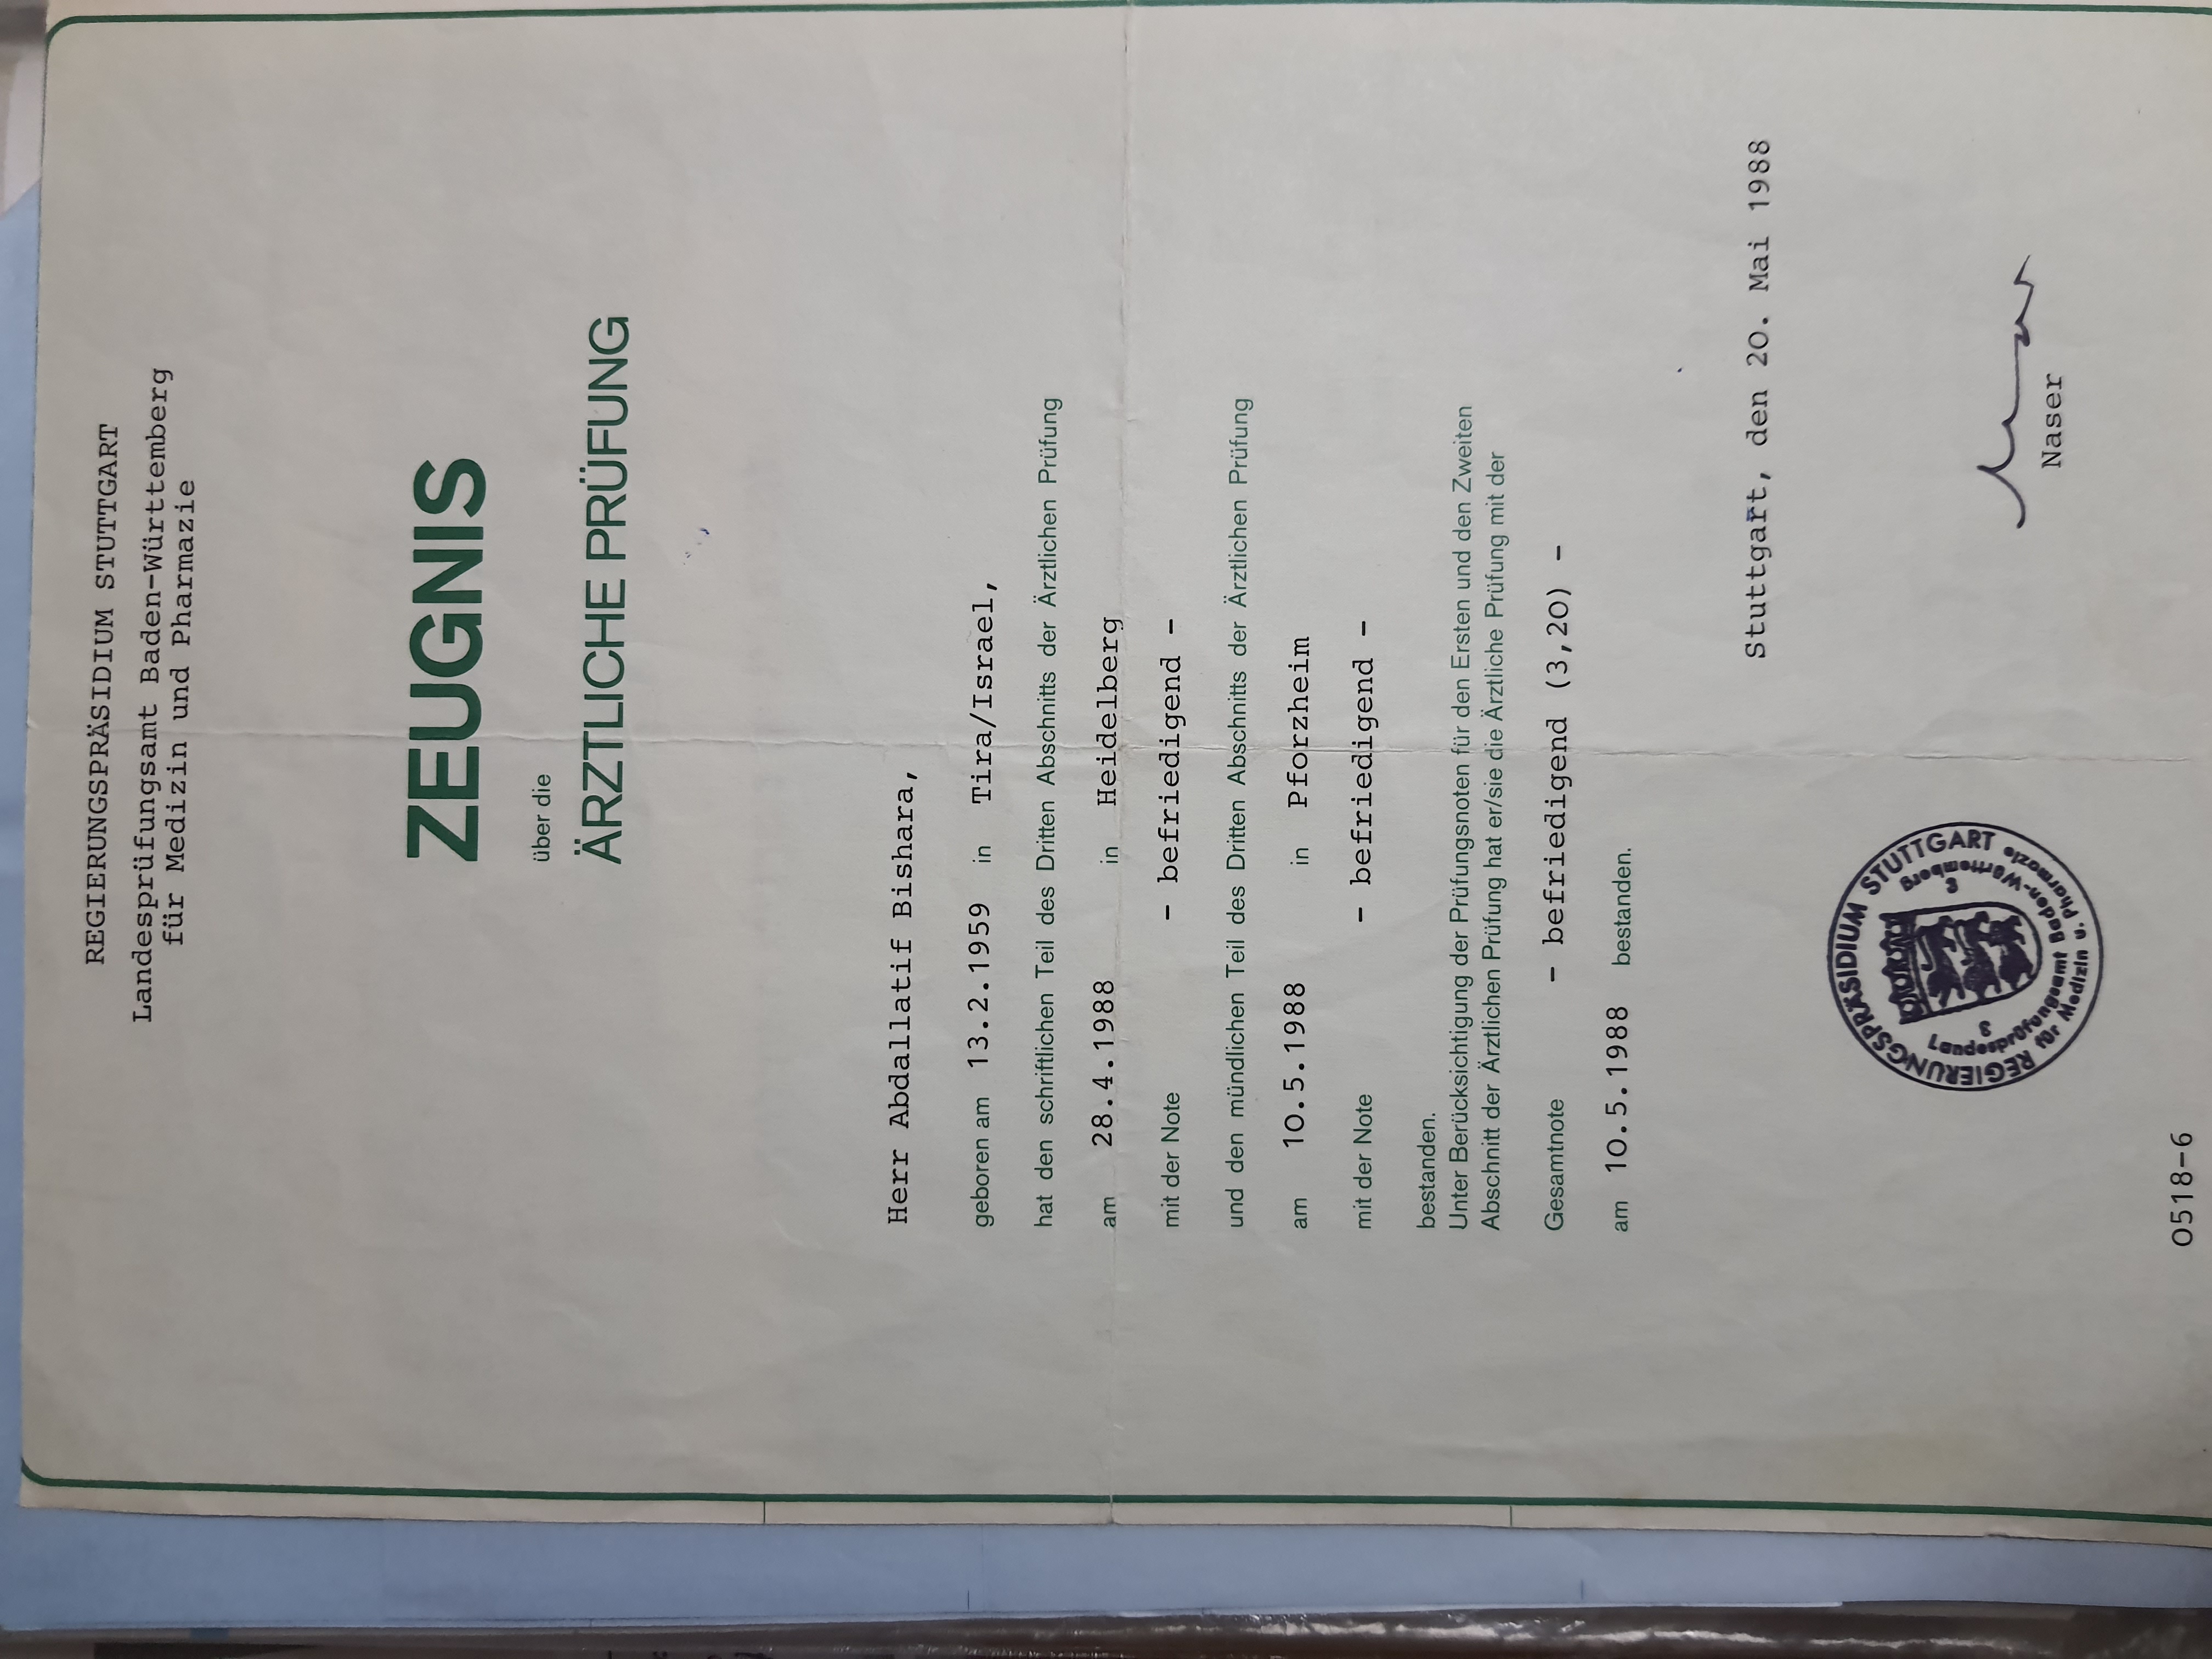 REGIERUNGSPRÄSIDIUM STUTTGART
Landesprüfungsamt Baden-Württemberg
für Medizin und Pharmazie
ZEUGNIS
über die
ÄRZTLICHE PRÜFUNG
Herr Abdallatif Bishara,
geboren am 13.2.1959 in Tira/Israel,
hat den schriftlichen Teil des Dritten Abschnitts der Ärztlichen Prüfung
am 28.4.1988 in Heidelberg
mit der Note - befriedigend -
und den mündlichen Teil des Dritten Abschnitts der Ärztlichen Prüfung
am 10.5.1988 in Pforzheim
mit der Note - befriedigend -
bestanden.
Unter Berücksichtigung der Prüfungsnoten für den Ersten und den Zweiten
Abschnitt der Ärztlichen Prüfung hat er/sie die Ärztliche Prüfung mit der
Gesamtnote - befriedigend (3,20) -
am 10.5.1988 bestanden.
Stuttgart, den 20. Mai 1988
REGIERUNGSPRÄSIDIUM STUTTGART
Landesprüfungsamt Baden-Württemberg
für Medizin u. Pharmazie
Naser
0518-6